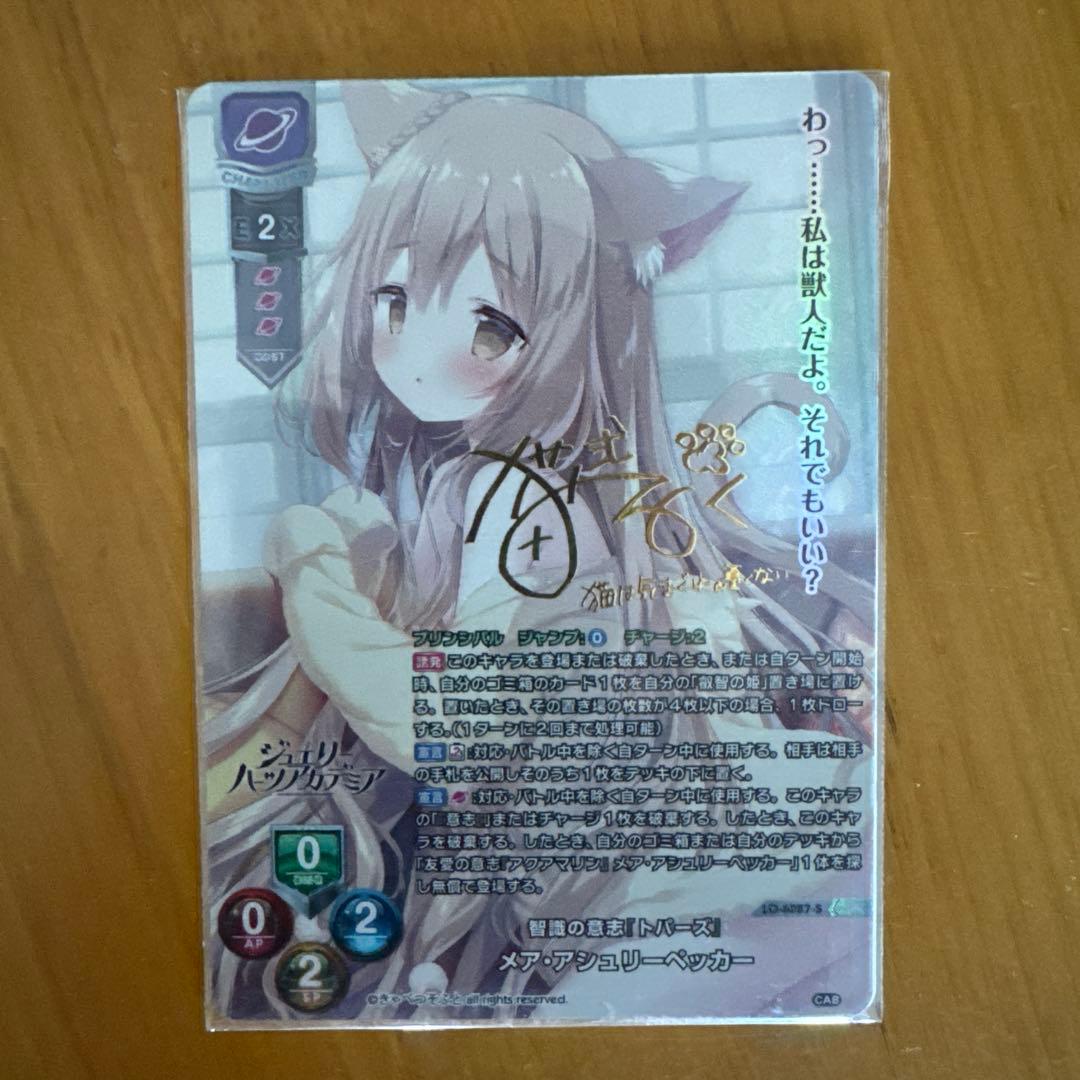 CHARACTER
わっ……私は獣人だよ。それでもいい？
E 2 X
猫は気まぐれに
プリンシパル ジャンプ:0 チャージ:2
誘発 このキャラを登場または破棄したとき、または自ターン開始
時、自分のゴミ箱のカード1枚を自分の「叡智の姫」置き場に置け
る。置いたとき、その置き場の枚数が4枚以下の場合、1枚ドロー
する。(1ターンに2回まで処理可能)
宣言 2:対応・バトル中を除く自ターン中に使用する。相手は相手
の手札を公開しそのうち1枚をデッキの下に置く。
宣言 :対応・バトル中を除く自ターン中に使用する。このキャラ
の「意志」またはチャージ1枚を破棄する。したとき、このキャ
ラを破棄する。したとき、自分のゴミ箱または自分のデッキから
「友愛の意志『アクアマリン』メア・アシュリーペッカー」1体を探
し無償で登場する。
ジュエリー
ハーツアカデミア
0
0
AP
2
2
SP
智識の意志『トパーズ』
メア・アシュリーペッカー
©きゃべつそふと all rights reserved.
CAB